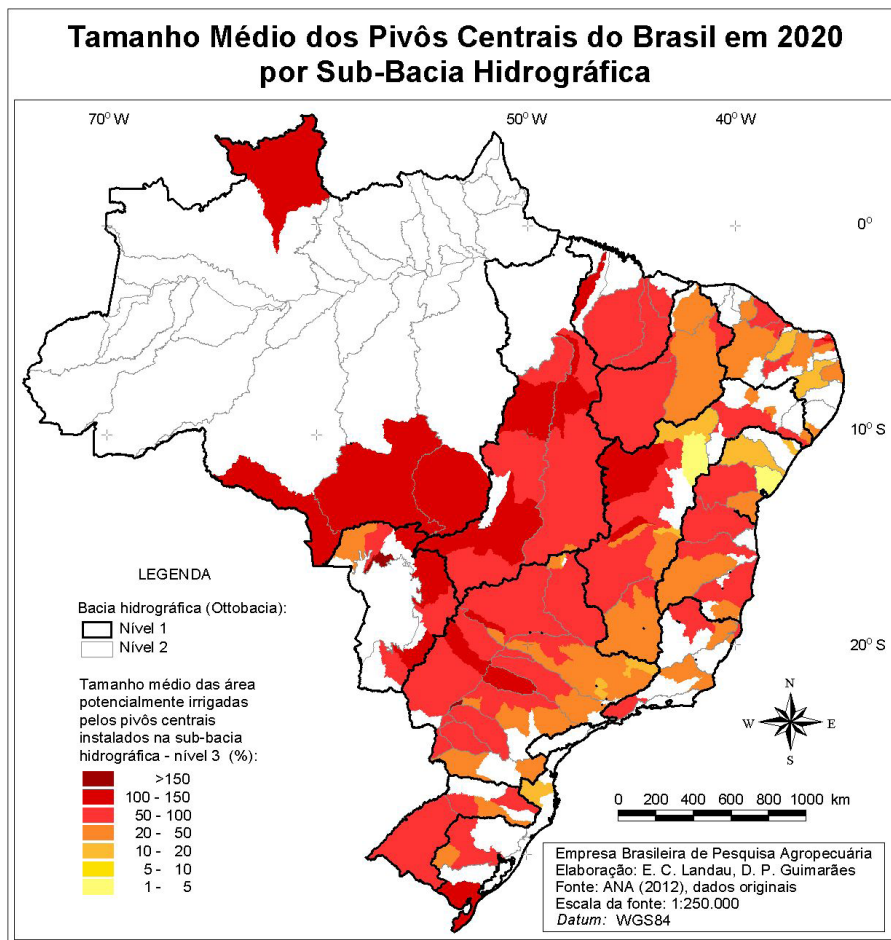 Tamanho Médio dos Pivôs Centrais do Brasil em 2020
por Sub-Bacia Hidrográfica
70° W
50° W
40° W
0°
10° S
20° S
LEGENDA
Bacia hidrográfica (Ottobacia):
Nível 1
Nível 2
Tamanho médio das área
potencialmente irrigadas
pelos pivôs centrais
instalados na sub-bacia
hidrográfica - nível 3 (%):
>150
100 - 150
50 - 100
20 - 50
10 - 20
5 - 10
1 - 5
N
W E
S
0 200 400 600 800 1000 km
Empresa Brasileira de Pesquisa Agropecuária
Elaboração: E. C. Landau, D. P. Guimarães
Fonte: ANA (2012), dados originais
Escala da fonte: 1:250.000
Datum: WGS84